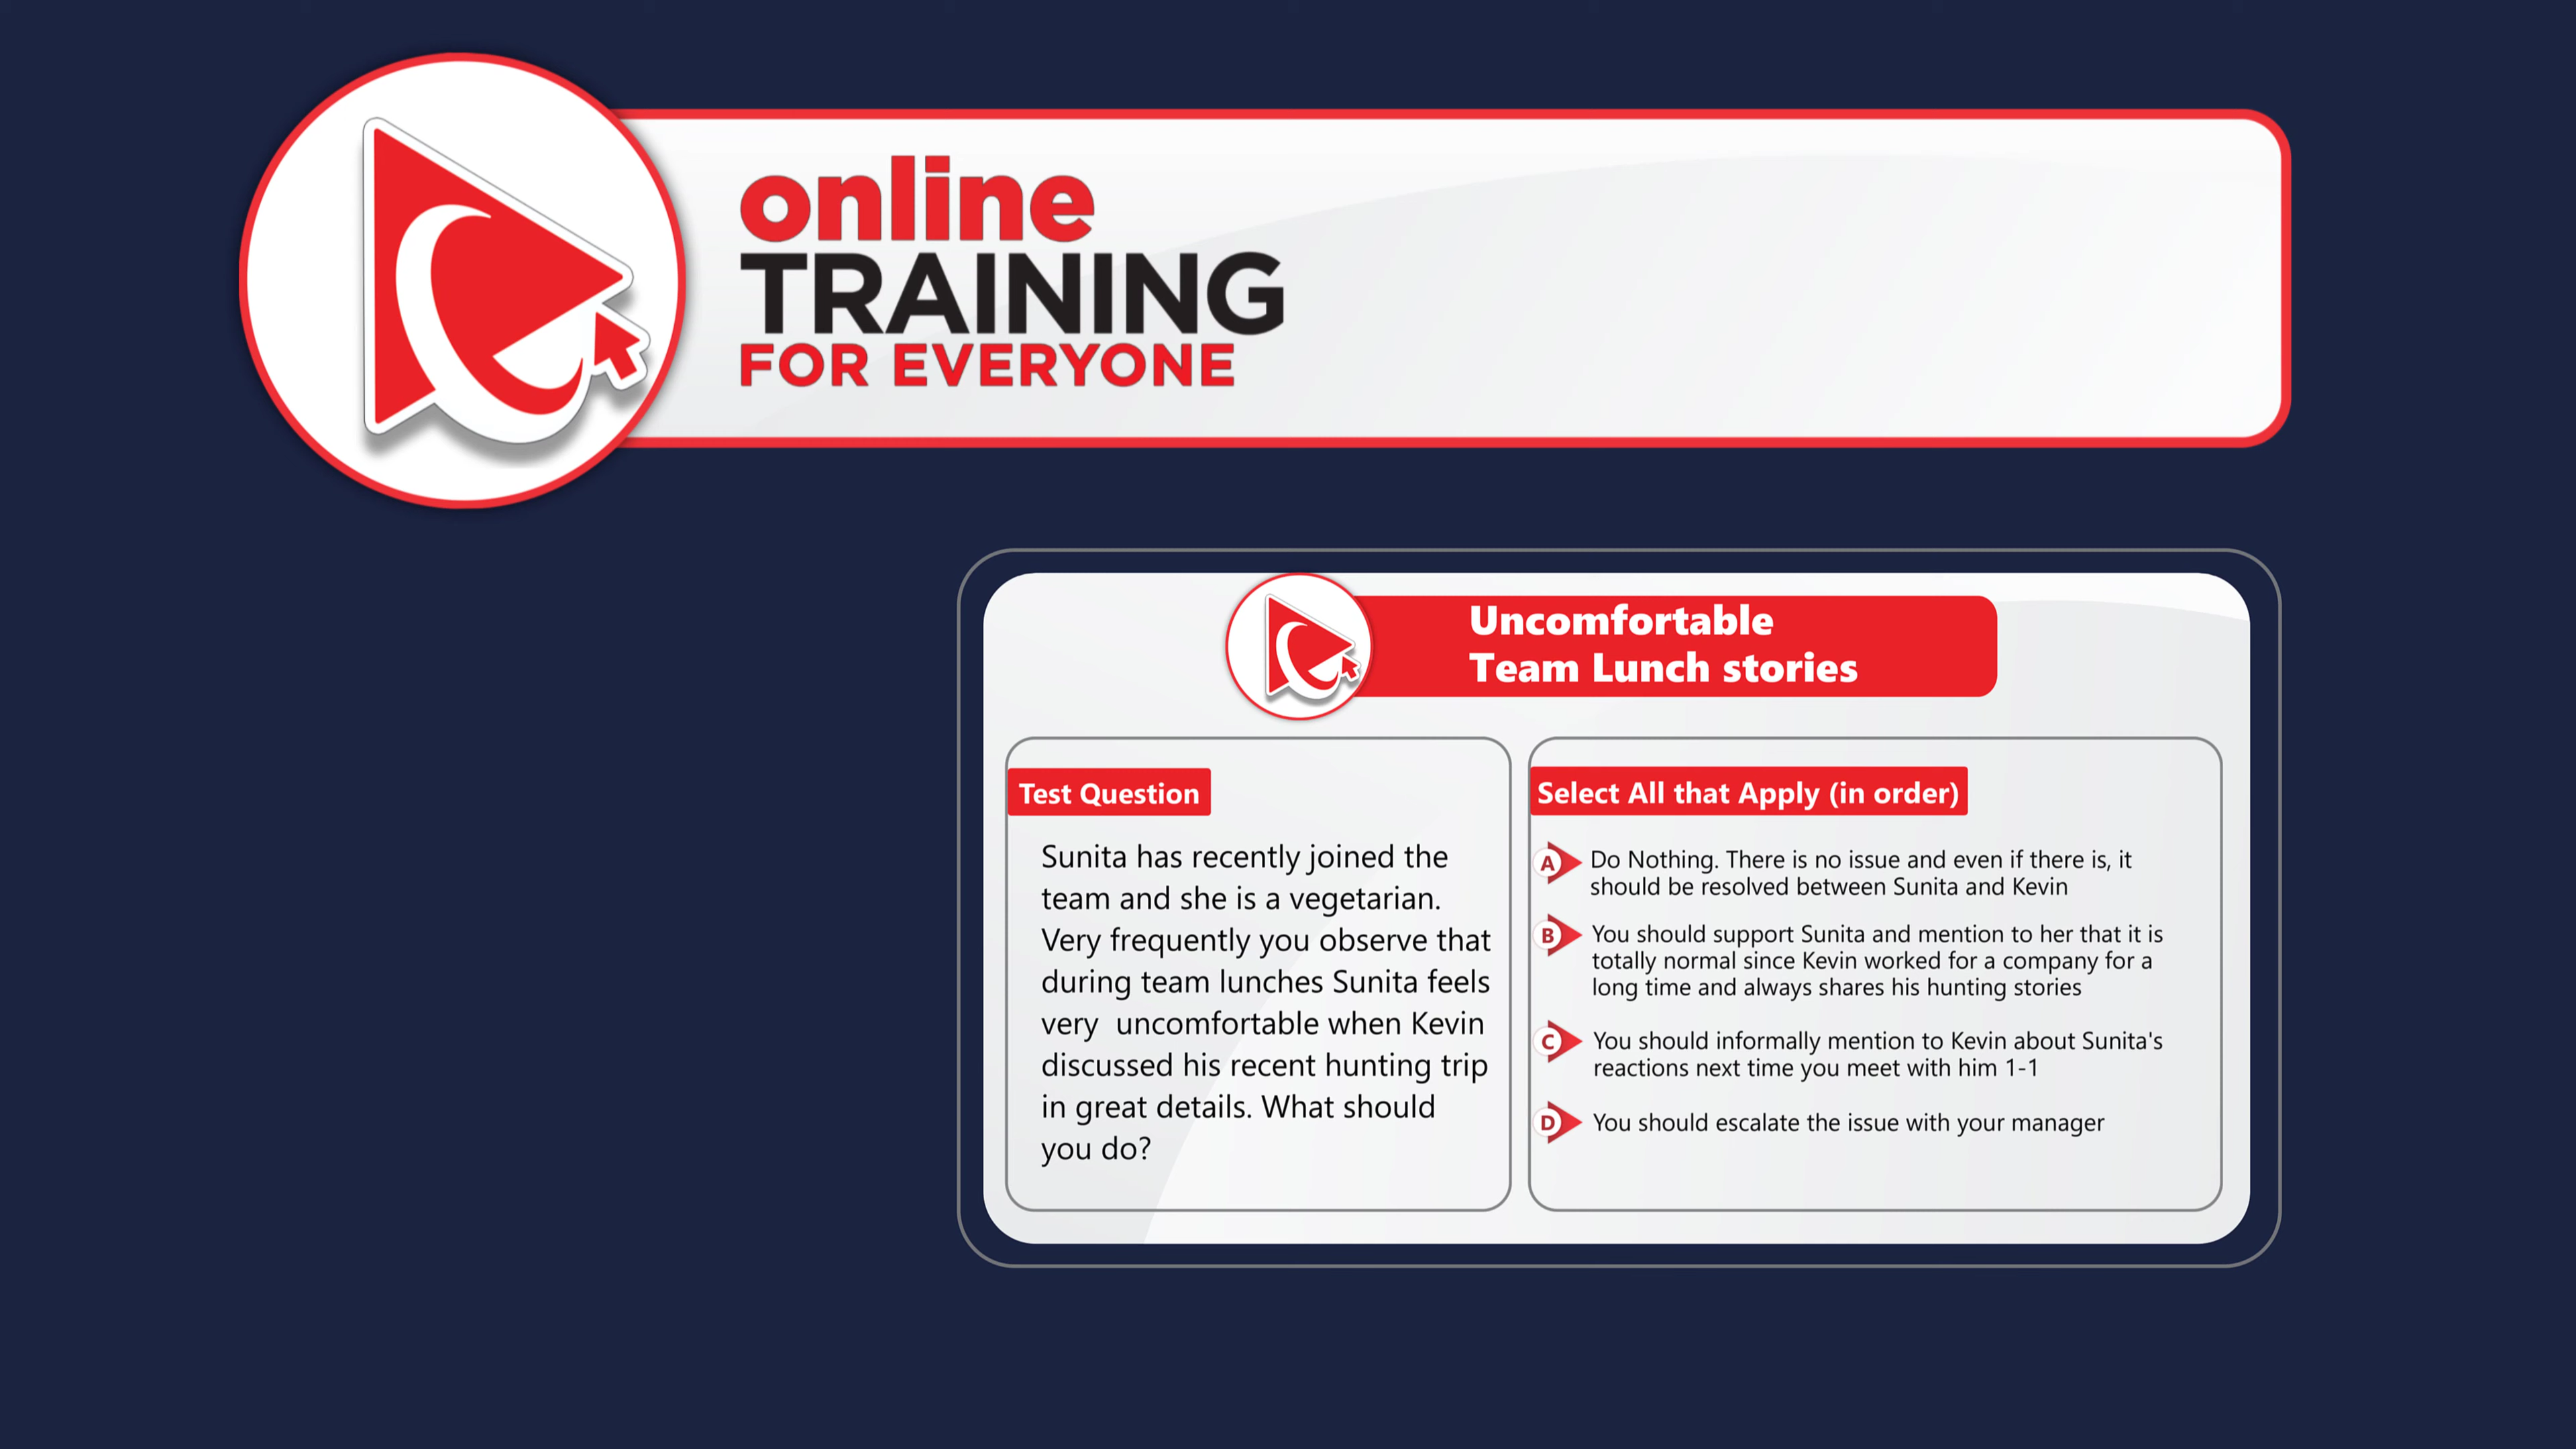 online
TRAINING
FOR EVERYONE
Uncomfortable
Team Lunch stories
Test Question
Sunita has recently joined the
team and she is a vegetarian.
Very frequently you observe that
during team lunches Sunita feels
very  uncomfortable when Kevin
discussed his recent hunting trip
in great details. What should
you do?
Select All that Apply (in order)
A Do Nothing. There is no issue and even if there is, it
should be resolved between Sunita and Kevin
B You should support Sunita and mention to her that it is
totally normal since Kevin worked for a company for a
long time and always shares his hunting stories
C You should informally mention to Kevin about Sunita's
reactions next time you meet with him 1-1
D You should escalate the issue with your manager